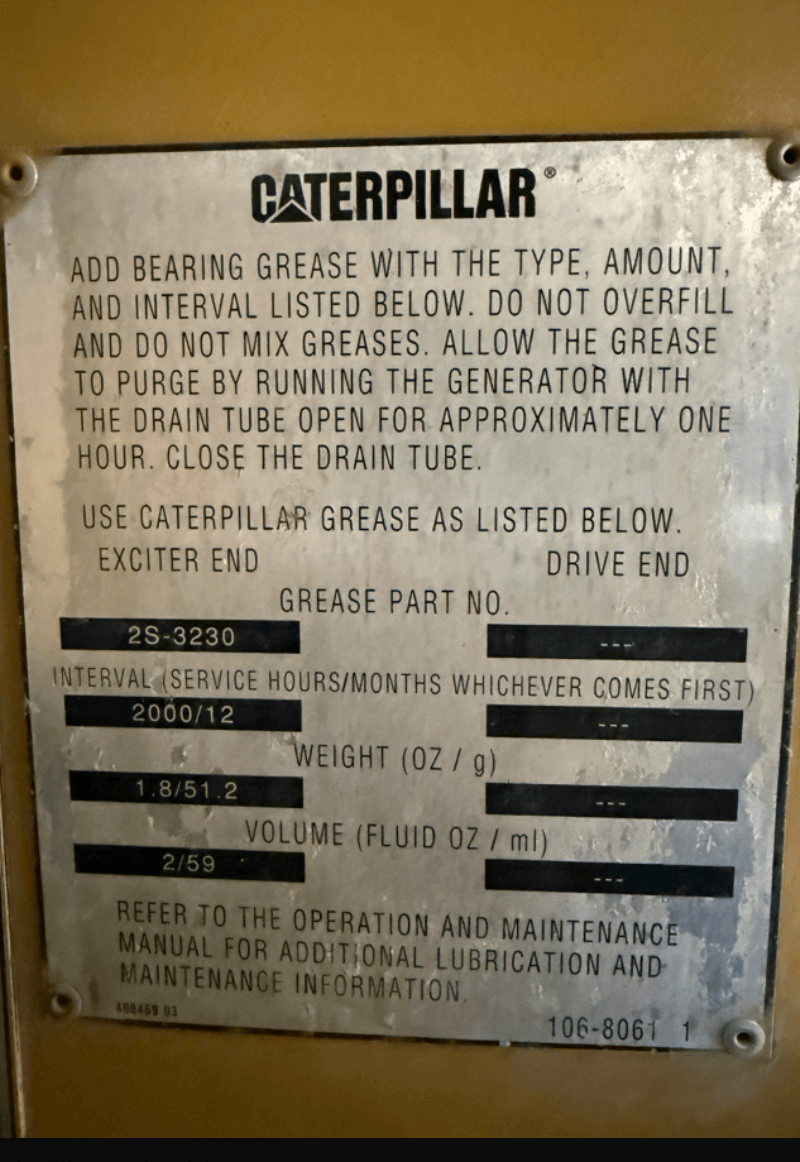 CATERPILLAR®
ADD BEARING GREASE WITH THE TYPE, AMOUNT,
AND INTERVAL LISTED BELOW. DO NOT OVERFILL
AND DO NOT MIX GREASES. ALLOW THE GREASE
TO PURGE BY RUNNING THE GENERATOR WITH
THE DRAIN TUBE OPEN FOR APPROXIMATELY ONE
HOUR. CLOSE THE DRAIN TUBE.
USE CATERPILLAR GREASE AS LISTED BELOW.
EXCITER END DRIVE END
GREASE PART NO.
2S-3230 ---
INTERVAL (SERVICE HOURS/MONTHS WHICHEVER COMES FIRST)
2000/12 ---
WEIGHT (OZ / g)
1.8/51.2 ---
VOLUME (FLUID OZ / ml)
2/59 ---
REFER TO THE OPERATION AND MAINTENANCE
MANUAL FOR ADDITIONAL LUBRICATION AND
MAINTENANCE INFORMATION.
106-8061 1